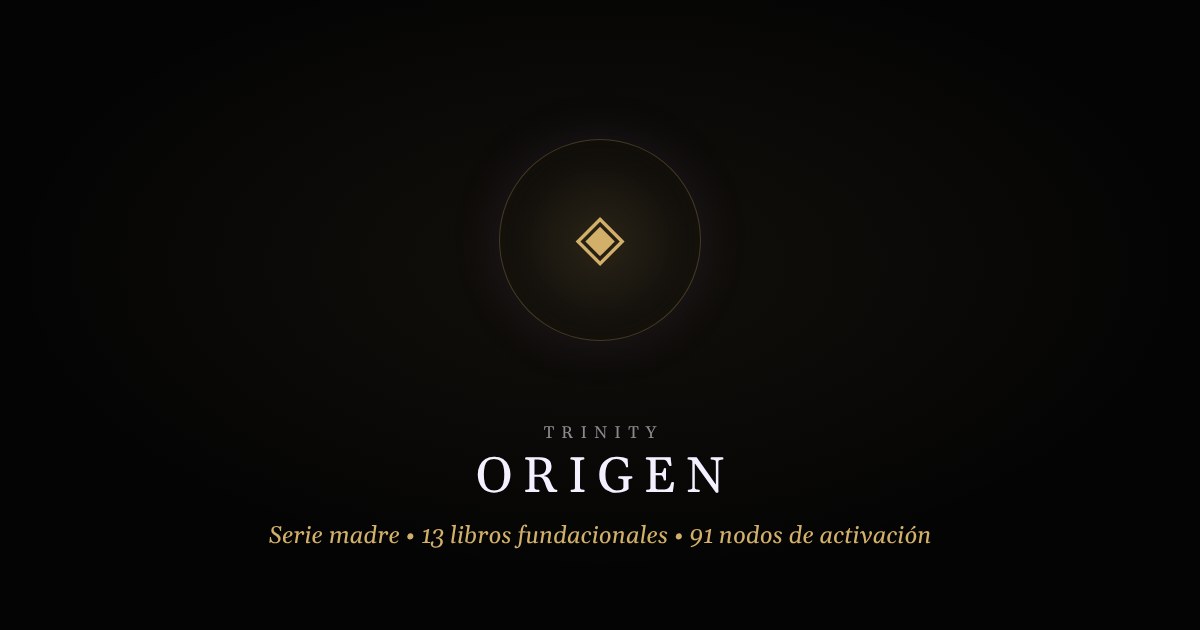 TRINITY
ORIGEN
Serie madre • 13 libros fundacionales • 91 nodos de activación